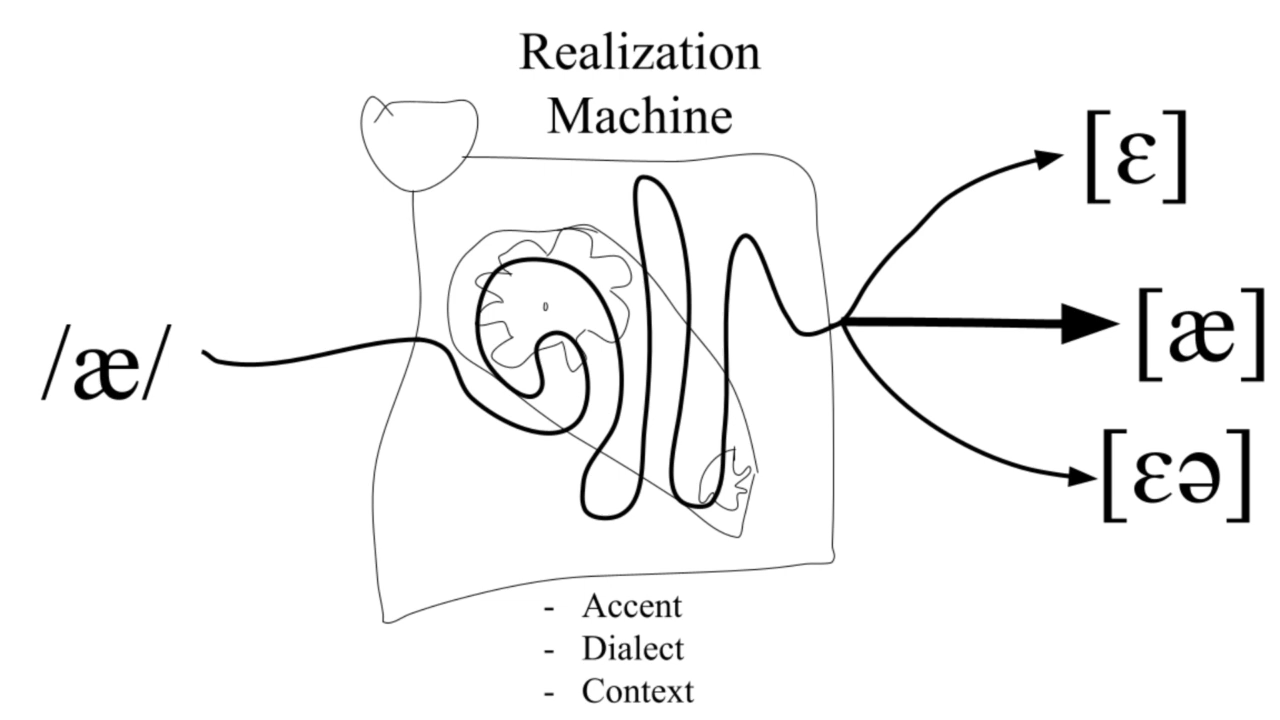 Realization
Machine
/æ/
[ɛ]
[æ]
[ɛə]
- Accent
- Dialect
- Context